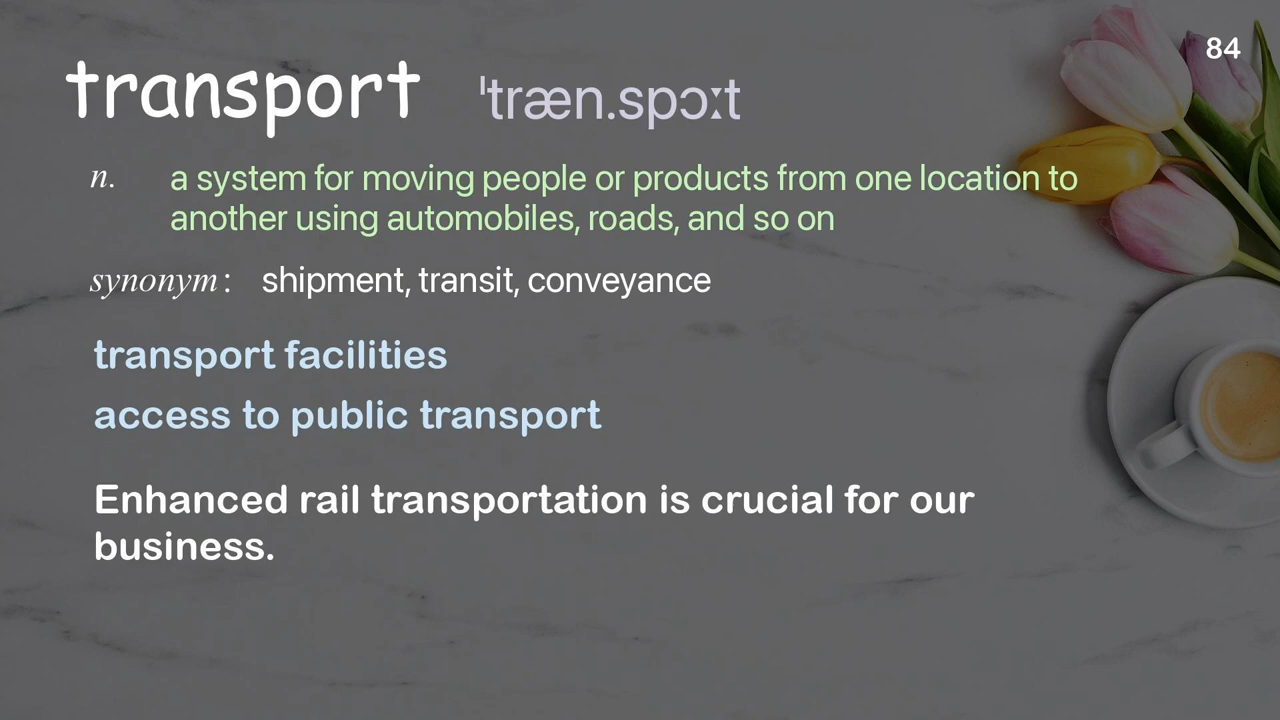 84
transport ˈtræn.spɔːt
n. a system for moving people or products from one location to
another using automobiles, roads, and so on
synonym: shipment, transit, conveyance
transport facilities
access to public transport
Enhanced rail transportation is crucial for our
business.